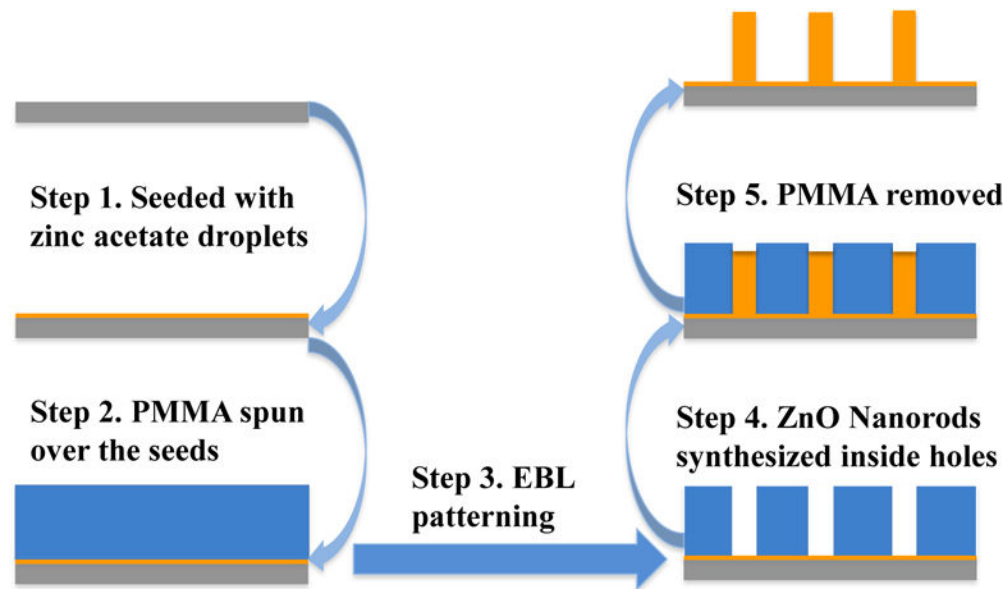 Step 1. Seeded with
zinc acetate droplets
Step 2. PMMA spun
over the seeds
Step 3. EBL
patterning
Step 4. ZnO Nanorods
synthesized inside holes
Step 5. PMMA removed